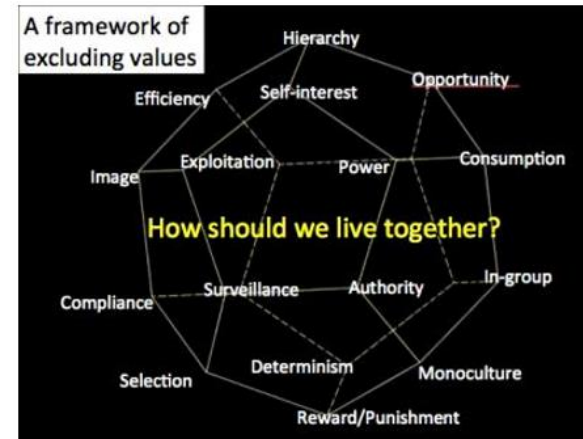 A framework of
excluding values
Hierarchy
Opportunity
Efficiency
Self-interest
Exploitation
Power
Consumption
Image
How should we live together?
In-group
Compliance
Surveillance
Authority
Determinism
Monoculture
Selection
Reward/Punishment